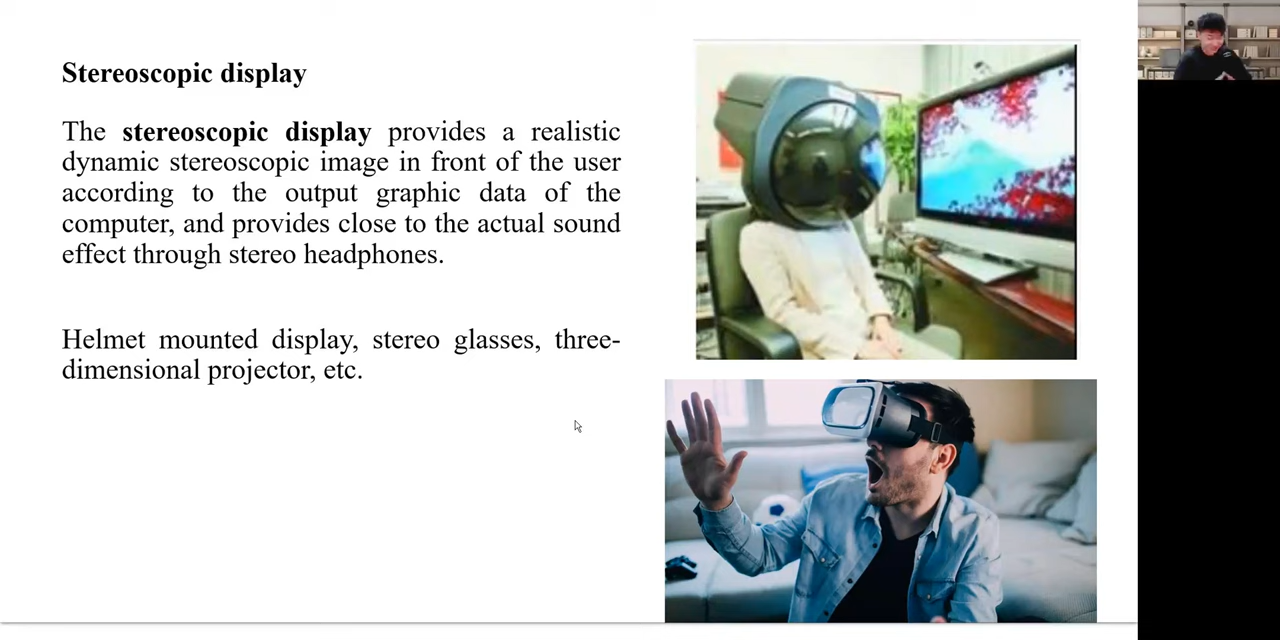 Stereoscopic display
The stereoscopic display provides a realistic
dynamic stereoscopic image in front of the user
according to the output graphic data of the
computer, and provides close to the actual sound
effect through stereo headphones.
Helmet mounted display, stereo glasses, three-
dimensional projector, etc.